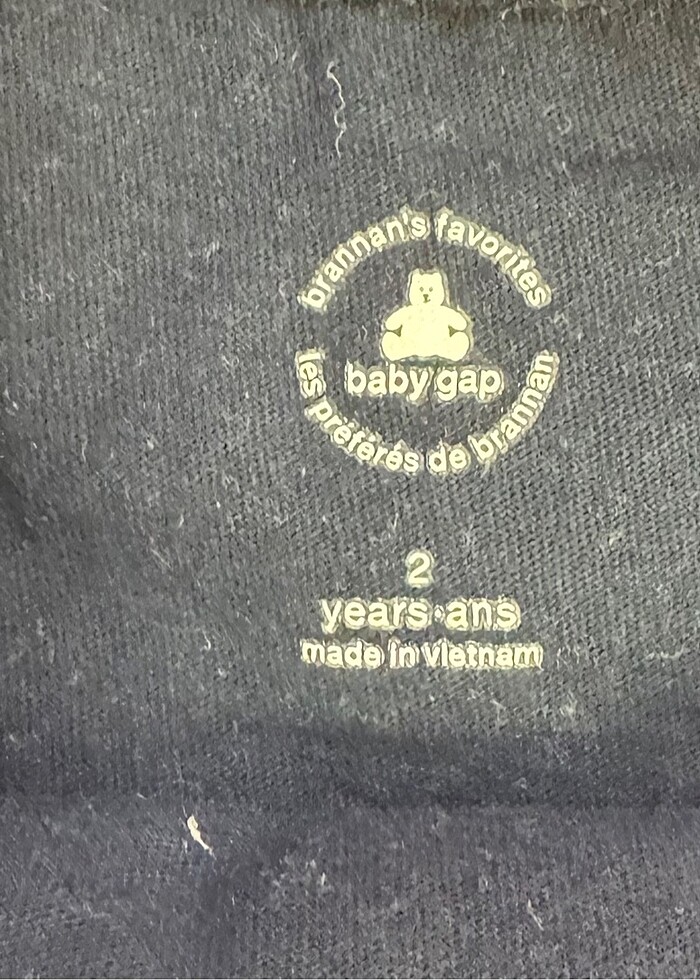 brannan's favorites
baby gap
les préférés de brannan
2
years•ans
made in vietnam